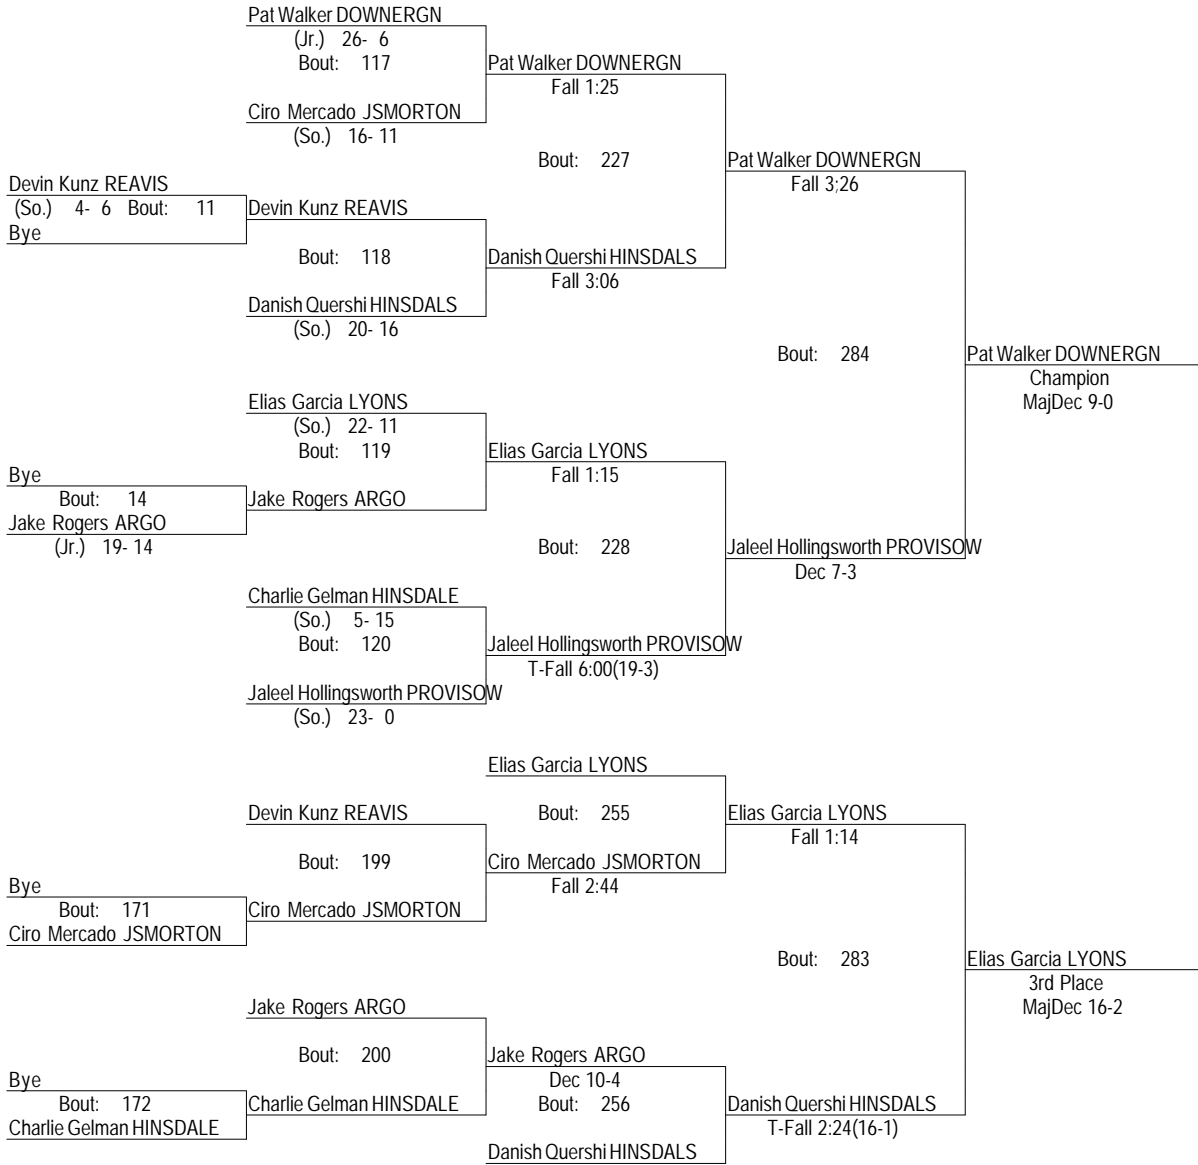 Pat Walker DOWNERGN
(Jr.) 26- 6
Bout: 117
Pat Walker DOWNERGN
Fall 1:25
Ciro Mercado JSMORTON
(So.) 16- 11
Bout: 227
Pat Walker DOWNERGN
Fall 3;26
Devin Kunz REAVIS
(So.) 4- 6 Bout: 11
Bye
Devin Kunz REAVIS
Bout: 118
Danish Quershi HINSDALS
Fall 3:06
Danish Quershi HINSDALS
(So.) 20- 16
Bout: 284
Pat Walker DOWNERGN
Champion
MajDec 9-0
Elias Garcia LYONS
(So.) 22- 11
Bout: 119
Elias Garcia LYONS
Fall 1:15
Bye
Bout: 14
Jake Rogers ARGO
(Jr.) 19- 14
Jake Rogers ARGO
Bout: 228
Jaleel Hollingsworth PROVISOW
Dec 7-3
Charlie Gelman HINSDALE
(So.) 5- 15
Bout: 120
Jaleel Hollingsworth PROVISOW
T-Fall 6:00(19-3)
Jaleel Hollingsworth PROVISOW
(So.) 23- 0
Elias Garcia LYONS
Devin Kunz REAVIS
Bout: 255
Elias Garcia LYONS
Fall 1:14
Bout: 199
Ciro Mercado JSMORTON
Fall 2:44
Bye
Bout: 171
Ciro Mercado JSMORTON
Ciro Mercado JSMORTON
Bout: 283
Elias Garcia LYONS
3rd Place
MajDec 16-2
Jake Rogers ARGO
Bout: 200
Jake Rogers ARGO
Dec 10-4
Bye
Bout: 172
Charlie Gelman HINSDALE
Charlie Gelman HINSDALE
Bout: 256
Danish Quershi HINSDALS
T-Fall 2:24(16-1)
Danish Quershi HINSDALS